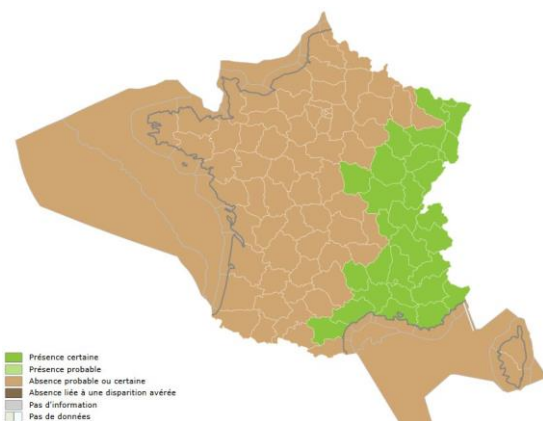 Présence certaine
Présence probable
Absence probable ou certaine
Absence liée à une disparition avérée
Pas d'information
Pas de données